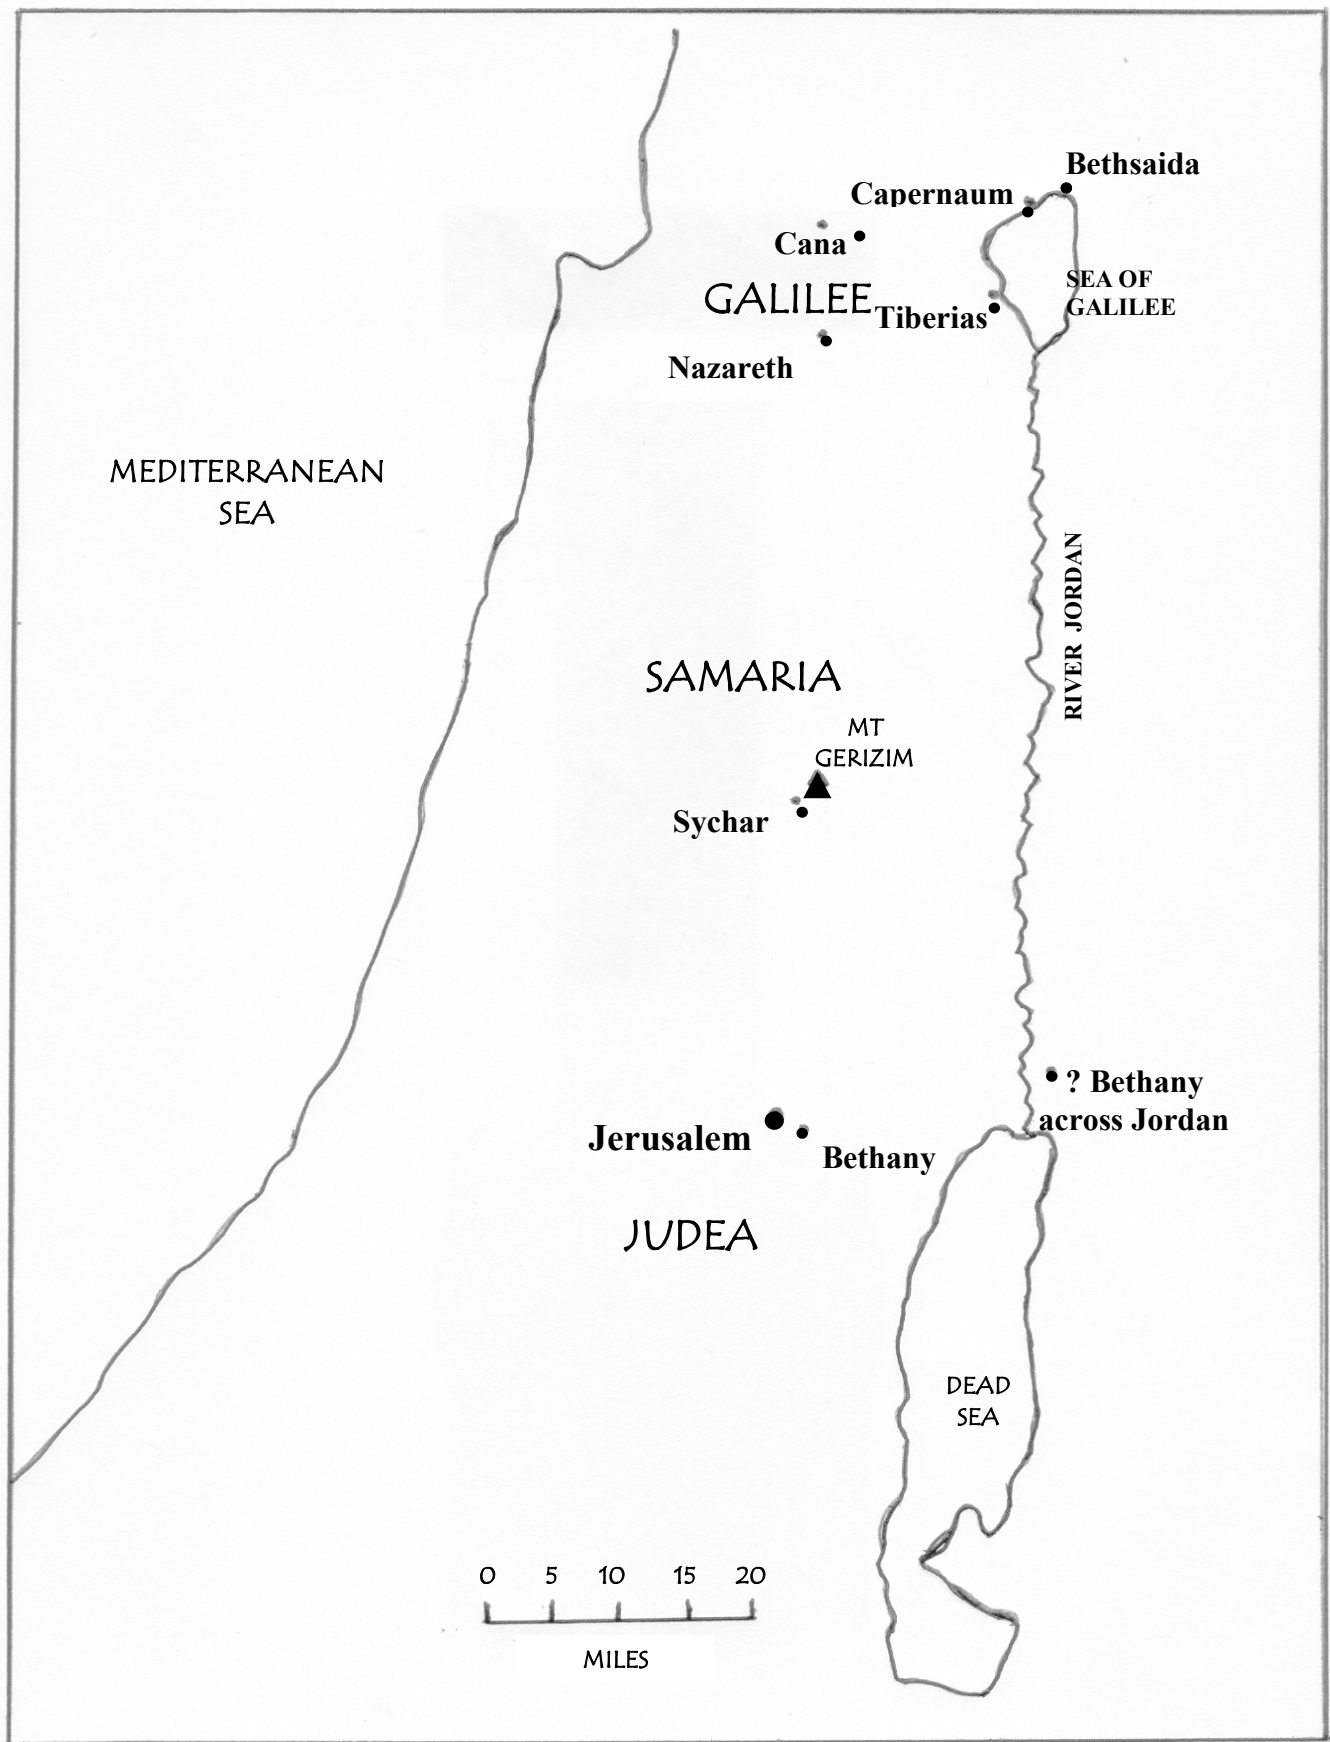 Bethsaida
Capernaum
Cana
GALILEE
SEA OF
GALILEE
Tiberias
Nazareth
MEDITERRANEAN
SEA
RIVER JORDAN
SAMARIA
MT
GERIZIM
Sychar
? Bethany
across Jordan
Jerusalem
Bethany
JUDEA
DEAD
SEA
0 5 10 15 20
MILES